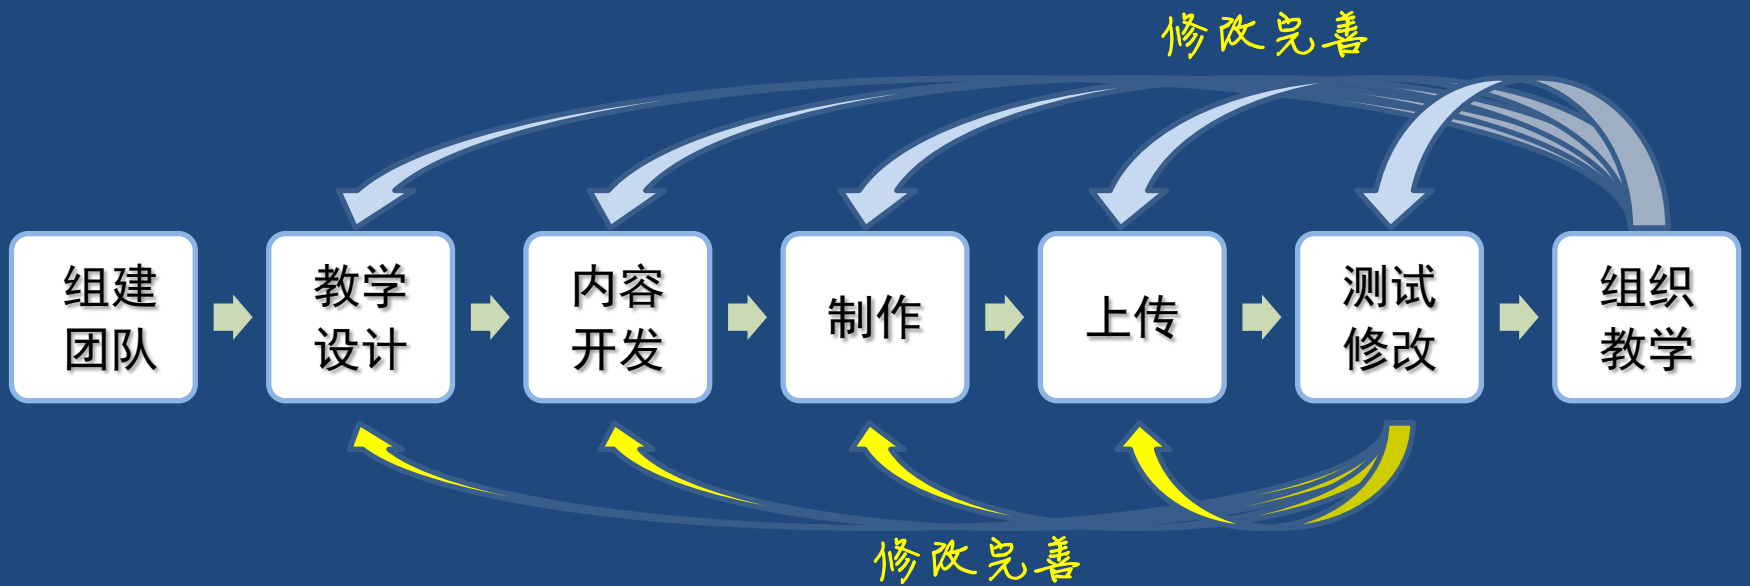 修改完善
组建
团队
教学
设计
内容
开发
制作
上传
测试
修改
组织
教学
修改完善